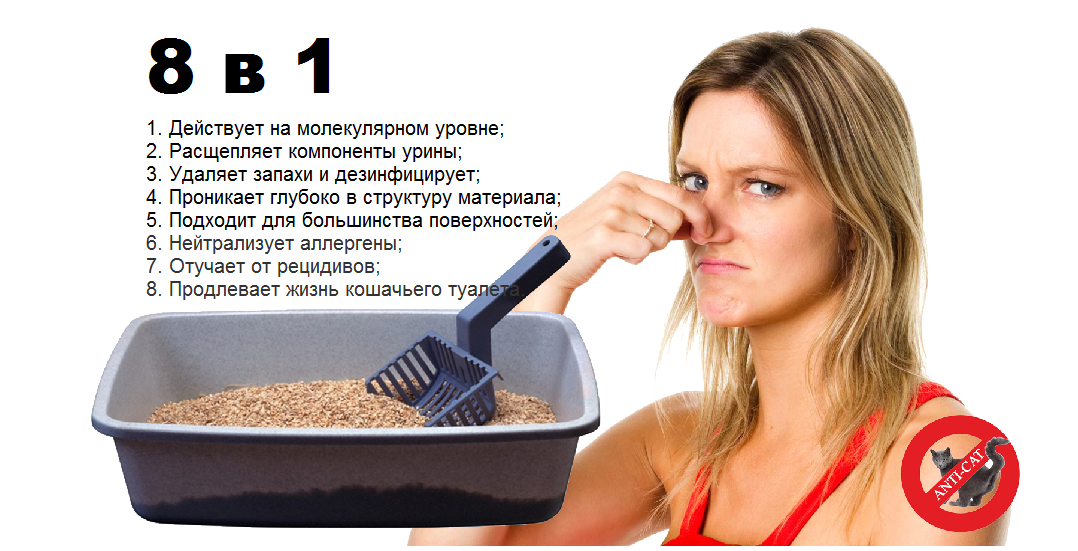 8 в 1
1. Действует на молекулярном уровне;
2. Расщепляет компоненты урины;
3. Удаляет запахи и дезинфицирует;
4. Проникает глубоко в структуру материала;
5. Подходит для большинства поверхностей;
6. Нейтрализует аллергены;
7. Отучает от рецидивов;
8. Продлевает жизнь кошачьего туалета.
ANTI-CAT